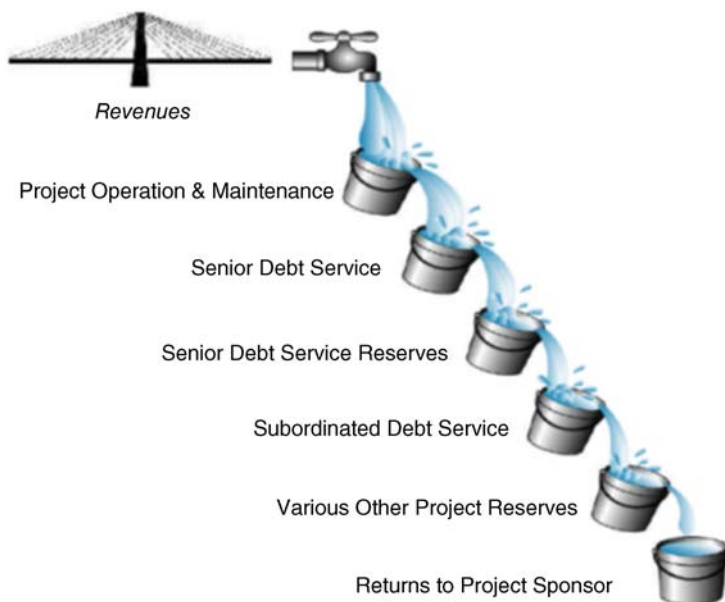 Revenues
Project Operation & Maintenance
Senior Debt Service
Senior Debt Service Reserves
Subordinated Debt Service
Various Other Project Reserves
Returns to Project Sponsor